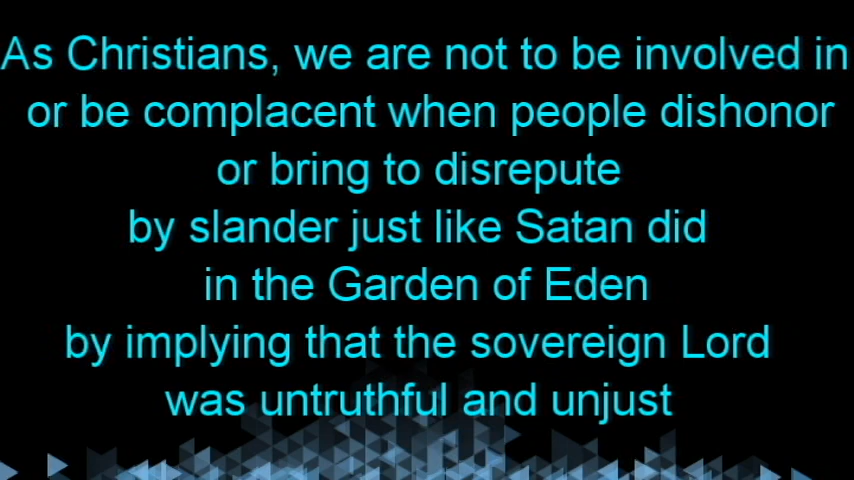 As Christians, we are not to be involved in
or be complacent when people dishonor
or bring to disrepute
by slander just like Satan did
in the Garden of Eden
by implying that the sovereign Lord
was untruthful and unjust